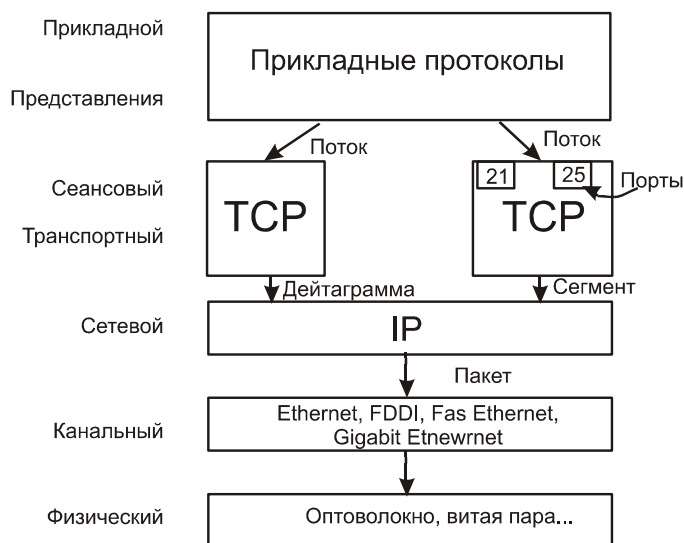 Прикладной
Прикладные протоколы
Представления
Поток
Поток
Сеансовый
21
25
Порты
TCP
TCP
Транспортный
Дейтаграмма
Сегмент
Сетевой
IP
Пакет
Канальный
Ethernet, FDDI, Fas Ethernet,
Gigabit Etnewrnet
Физический
Оптоволокно, витая пара...